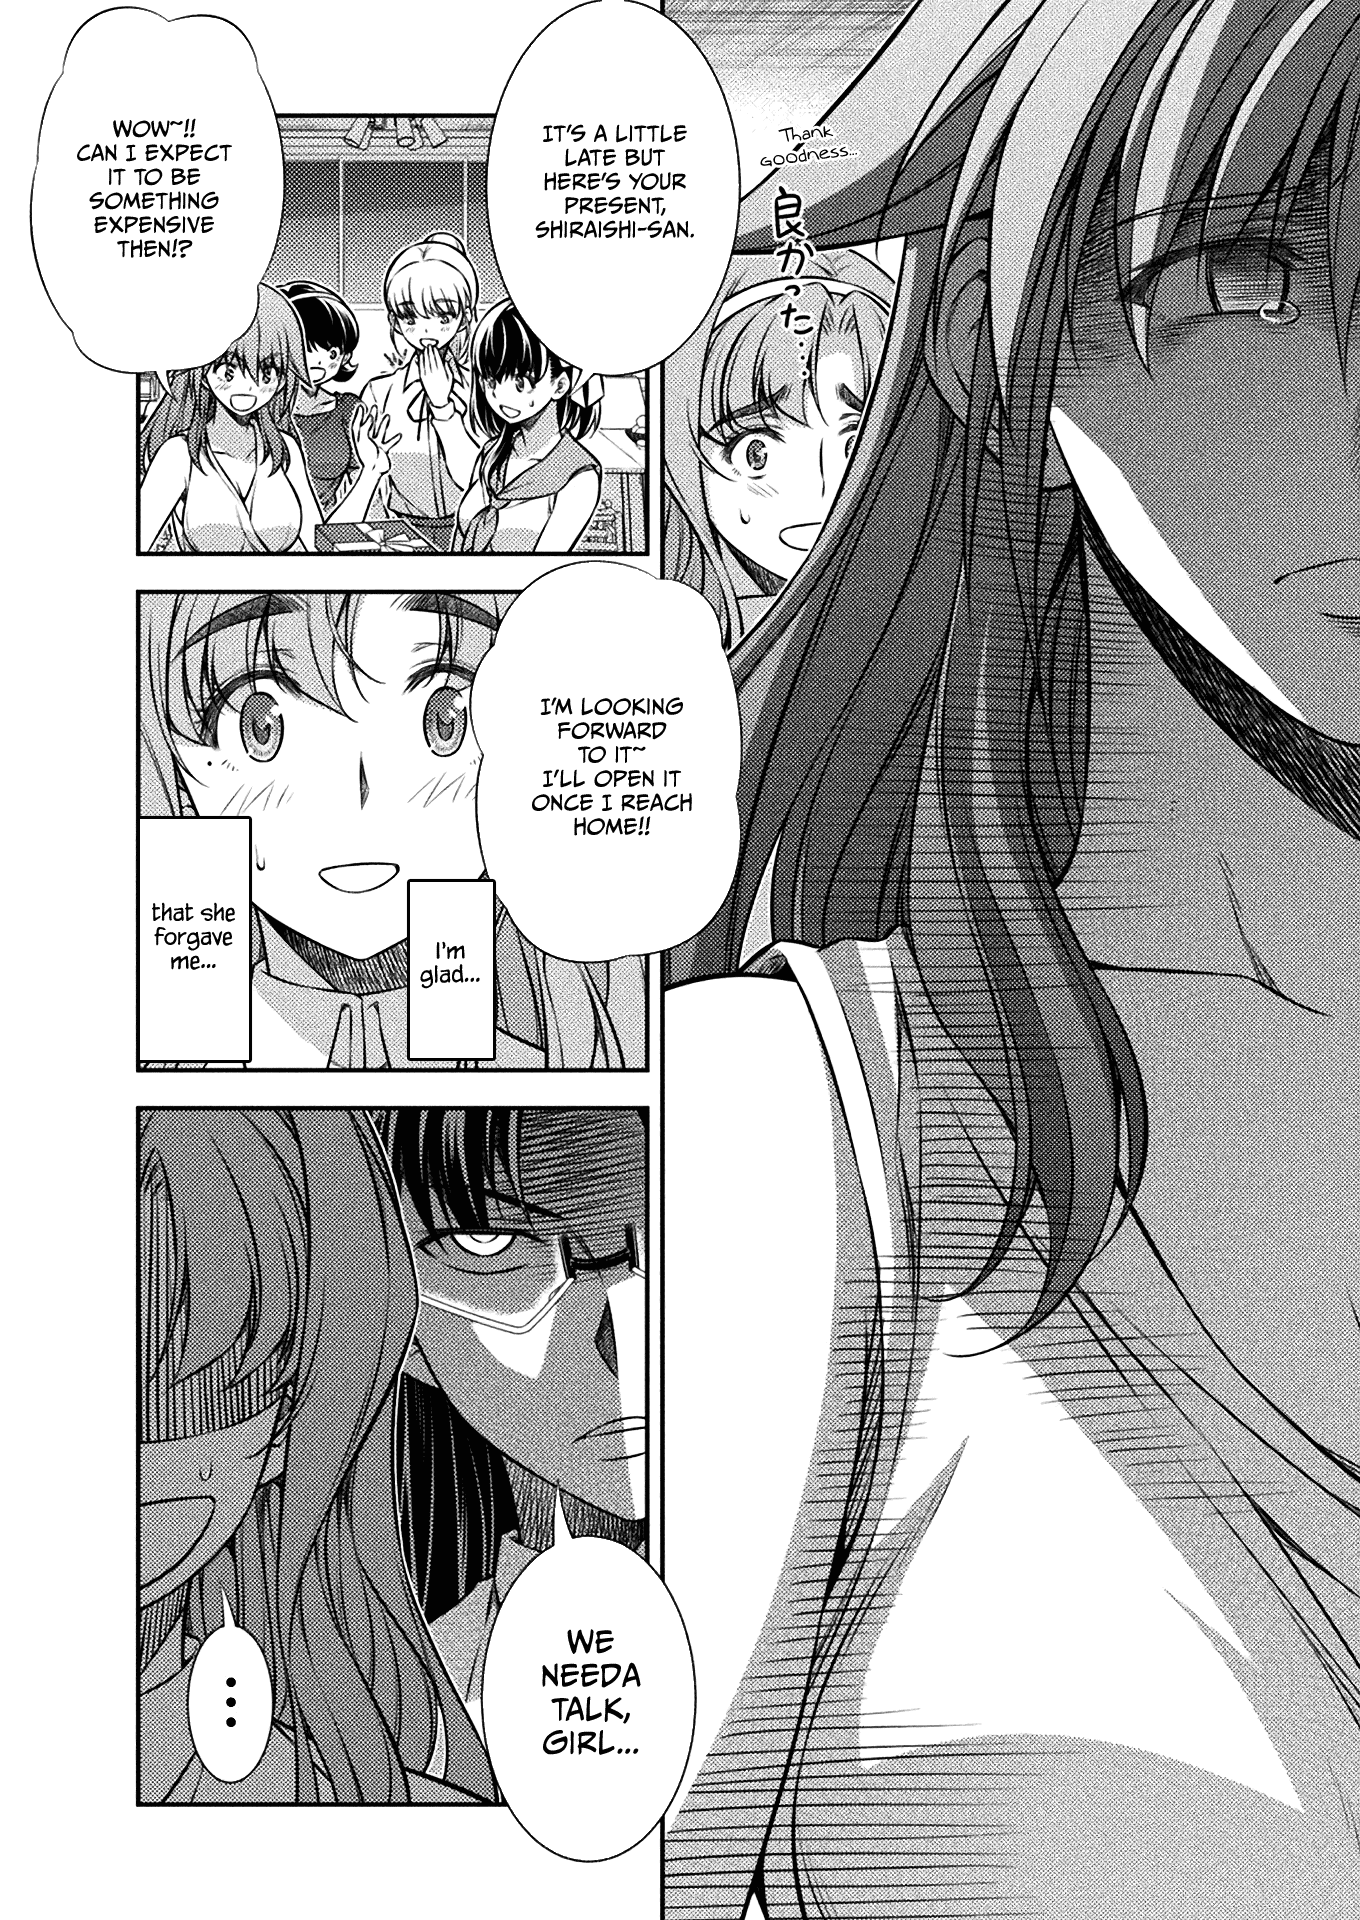 Thank
goodness...
良かった...
IT'S A LITTLE
LATE BUT
HERE'S YOUR
PRESENT,
SHIRAISHI-SAN.
WOW~!!
CAN I EXPECT
IT TO BE
SOMETHING
EXPENSIVE
THEN!?
I'M LOOKING
FORWARD
TO IT~
I'LL OPEN IT
ONCE I REACH
HOME!!
I'm
glad...
that she
forgave
me...
WE
NEEDA
TALK,
GIRL...
...